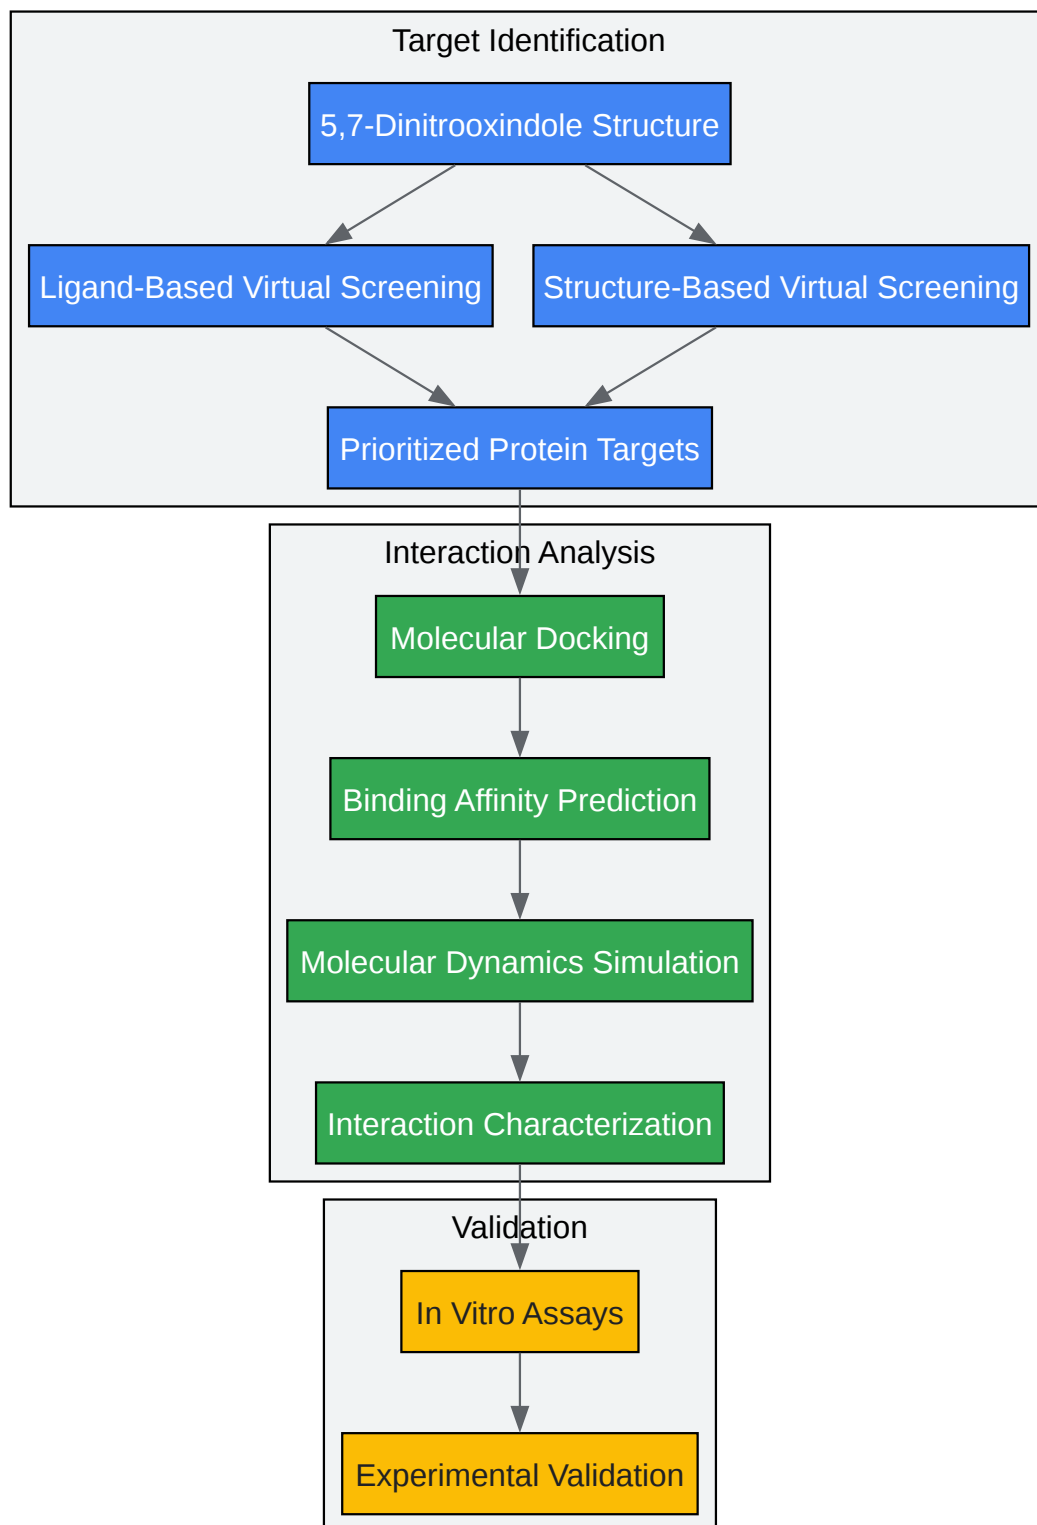 Target Identification
5,7-Dinitrooxindole Structure
Ligand-Based Virtual Screening
Structure-Based Virtual Screening
Prioritized Protein Targets
Interaction Analysis
Molecular Docking
Binding Affinity Prediction
Molecular Dynamics Simulation
Interaction Characterization
Validation
In Vitro Assays
Experimental Validation